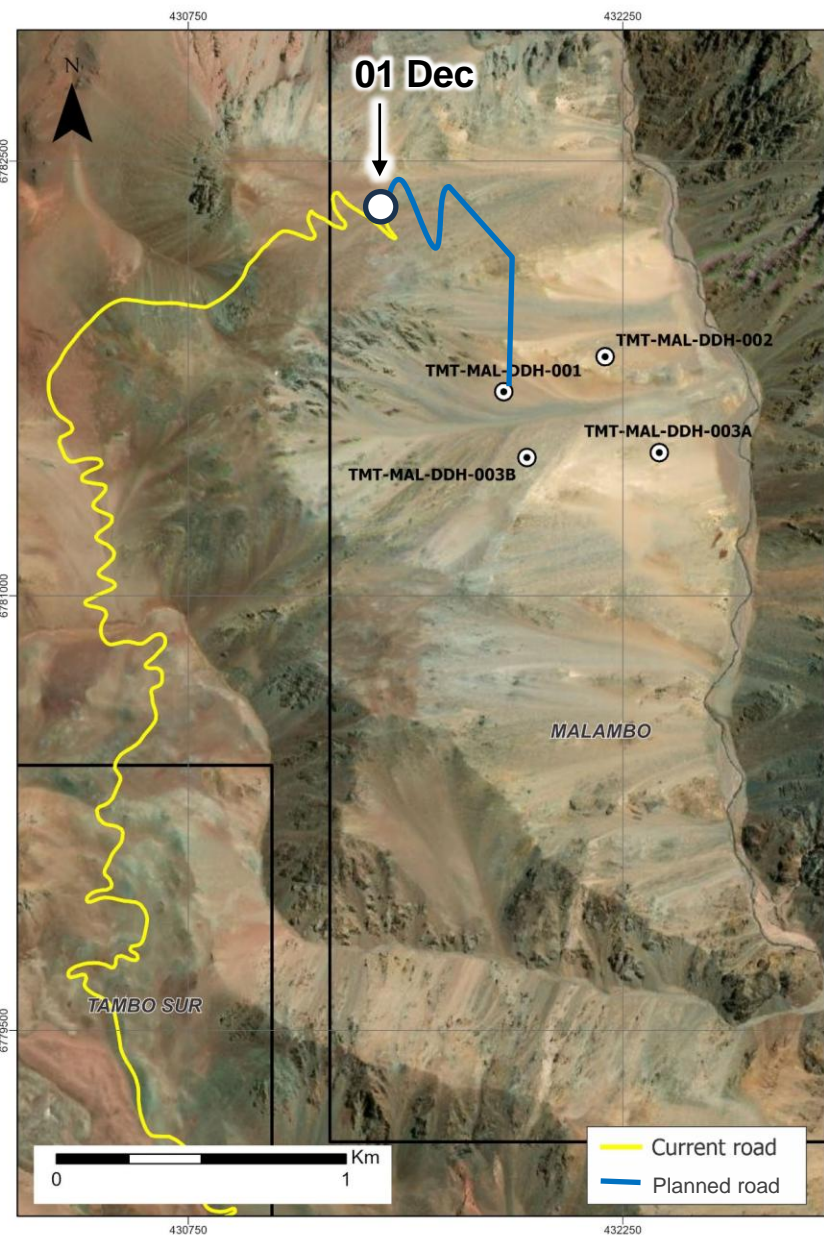 430750
432250
01 Dec
N
6782500
TMT-MAL-DDH-002
TMT-MAL-DDH-001
TMT-MAL-DDH-003A
TMT-MAL-DDH-003B
6781000
MALAMBO
TAMBO SUR
6779500
Km
0
1
Current road
Planned road
430750
432250